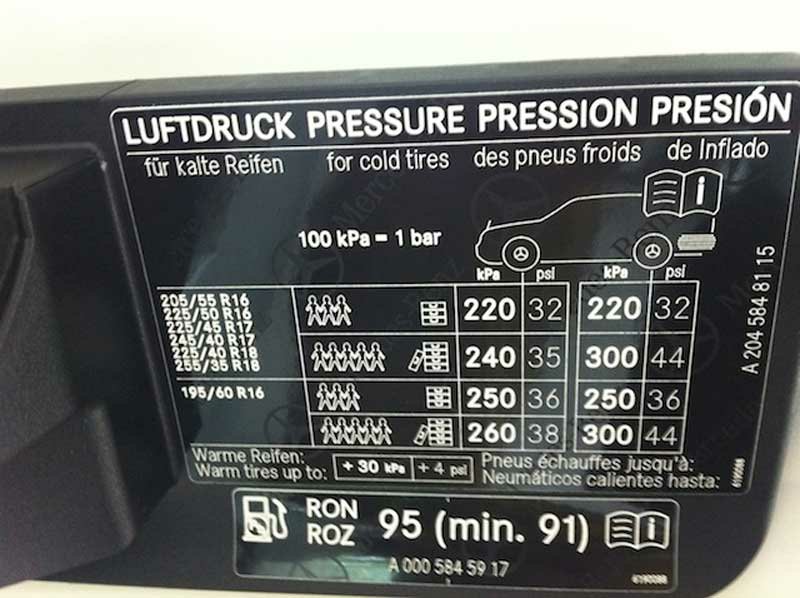 LUFTDRUCK PRESSURE PRESSION PRESIÓN
für kalte Reifen for cold tires des pneus froids de Inflado
i
100 kPa = 1 bar
kPa psi kPa psi
205/55 R16
225/50 R16
225/45 R17
245/40 R17
225/40 R18
255/35 R18
220 32 220 32
240 35 300 44
195/60 R16
250 36 250 36
260 38 300 44
Warme Reifen: Pneus échauffes jusqu'à:
Warm tires up to: + 30 kPa + 4 psi Neumáticos calientes hasta:
A 204 584 81 15
RON
ROZ
95 (min. 91) i
A 000 584 59 17